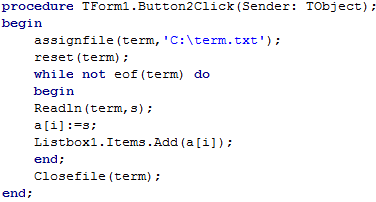 procedure TForm1.Button2Click(Sender: TObject);
begin
    assignfile(term,'C:\term.txt');
    reset(term);
    while not eof(term) do
    begin
    Readln(term,s);
    a[i]:=s;
    Listbox1.Items.Add(a[i]);
    end;
    Closefile(term);
end;